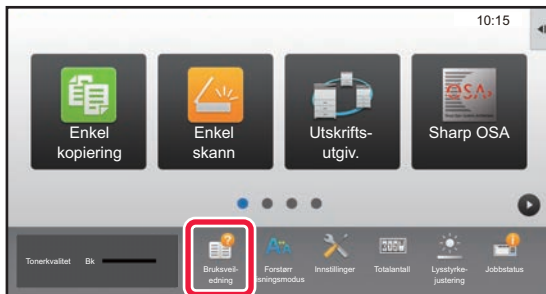 10:15
Enkel
kopiering
Enkel
skann
Utskrifts-
utgiv.
OSA
Sharp OSA
Tonerkvalitet Bk
Bruksveil-
edning
Forstørr
isningsmodus
Innstillinger
Totalantall
Lysstyrke-
justering
Jobbstatus